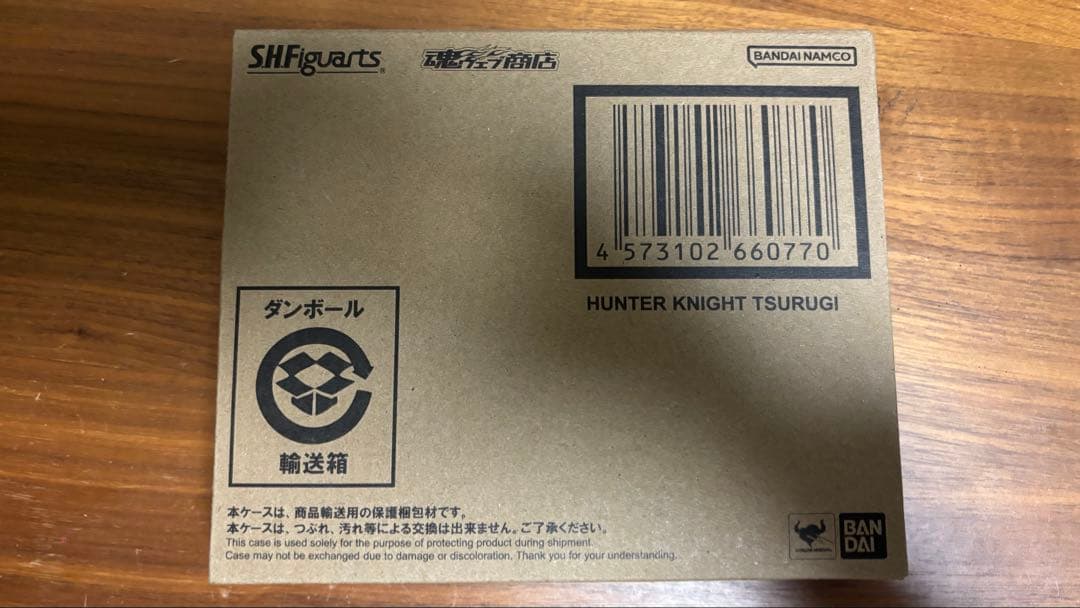 S.H.Figuarts®
魂ウェブ商店
BANDAI NAMCO
4 573102 660770
HUNTER KNIGHT TSURUGI
ダンボール
輸送箱
本ケースは、商品輸送用の保護梱包材です。
本ケースは、つぶれ、汚れ等による交換は出来ません。ご了承ください。
This case is used solely for the purpose of protecting product during shipment.
Case may not be exchanged due to damage or discoloration. Thank you for your understanding.
BAN
DAI